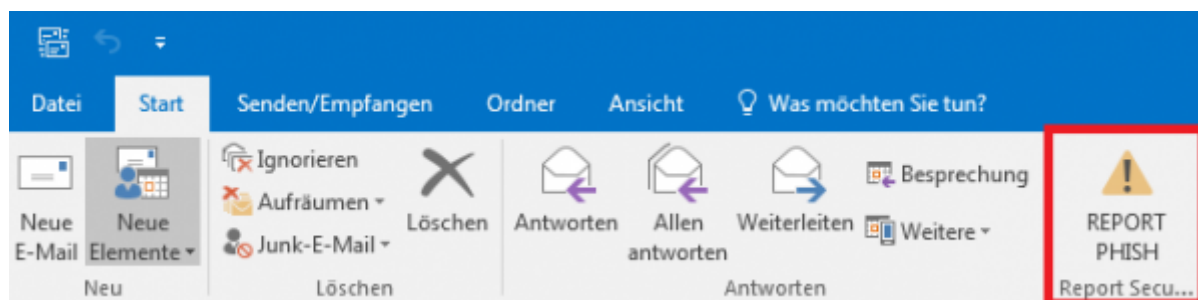 Datei Start Senden/Empfangen Ordner Ansicht Was möchten Sie tun?
Neue
E-Mail
Neue
Elemente
Ignorieren
Aufräumen
Junk-E-Mail
Löschen
Antworten
Allen
antworten
Weiterleiten
Besprechung
Weitere
REPORT
PHISH
Neu Löschen Antworten Report Secu...